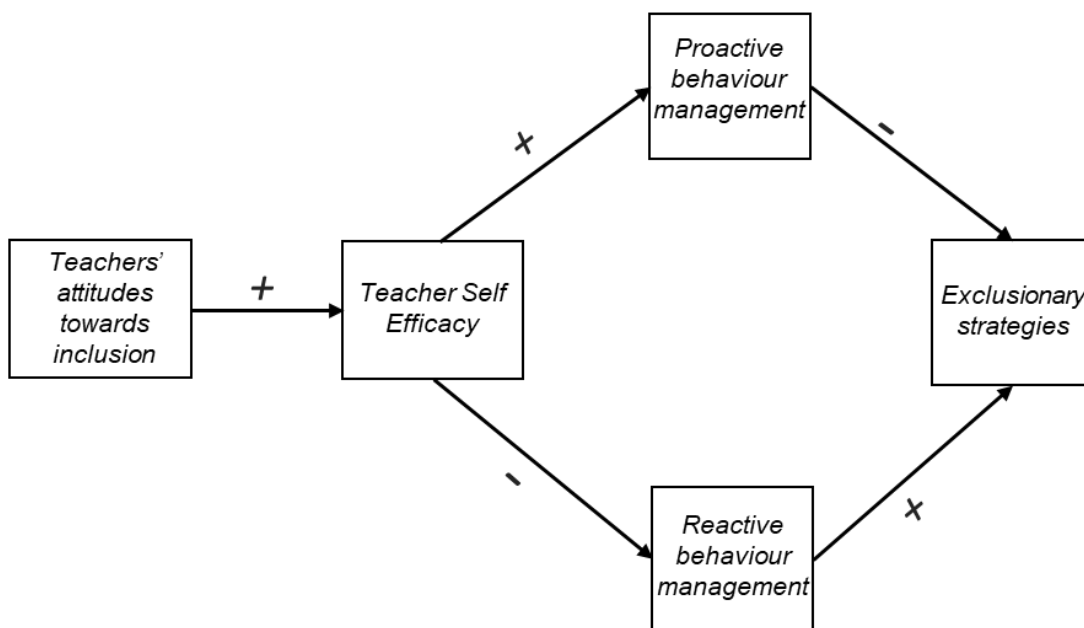 Proactive
behaviour
management
-
+
Teachers’
attitudes
towards
inclusion
+
Teacher Self
Efficacy
Exclusionary
strategies
-
+
Reactive
behaviour
management